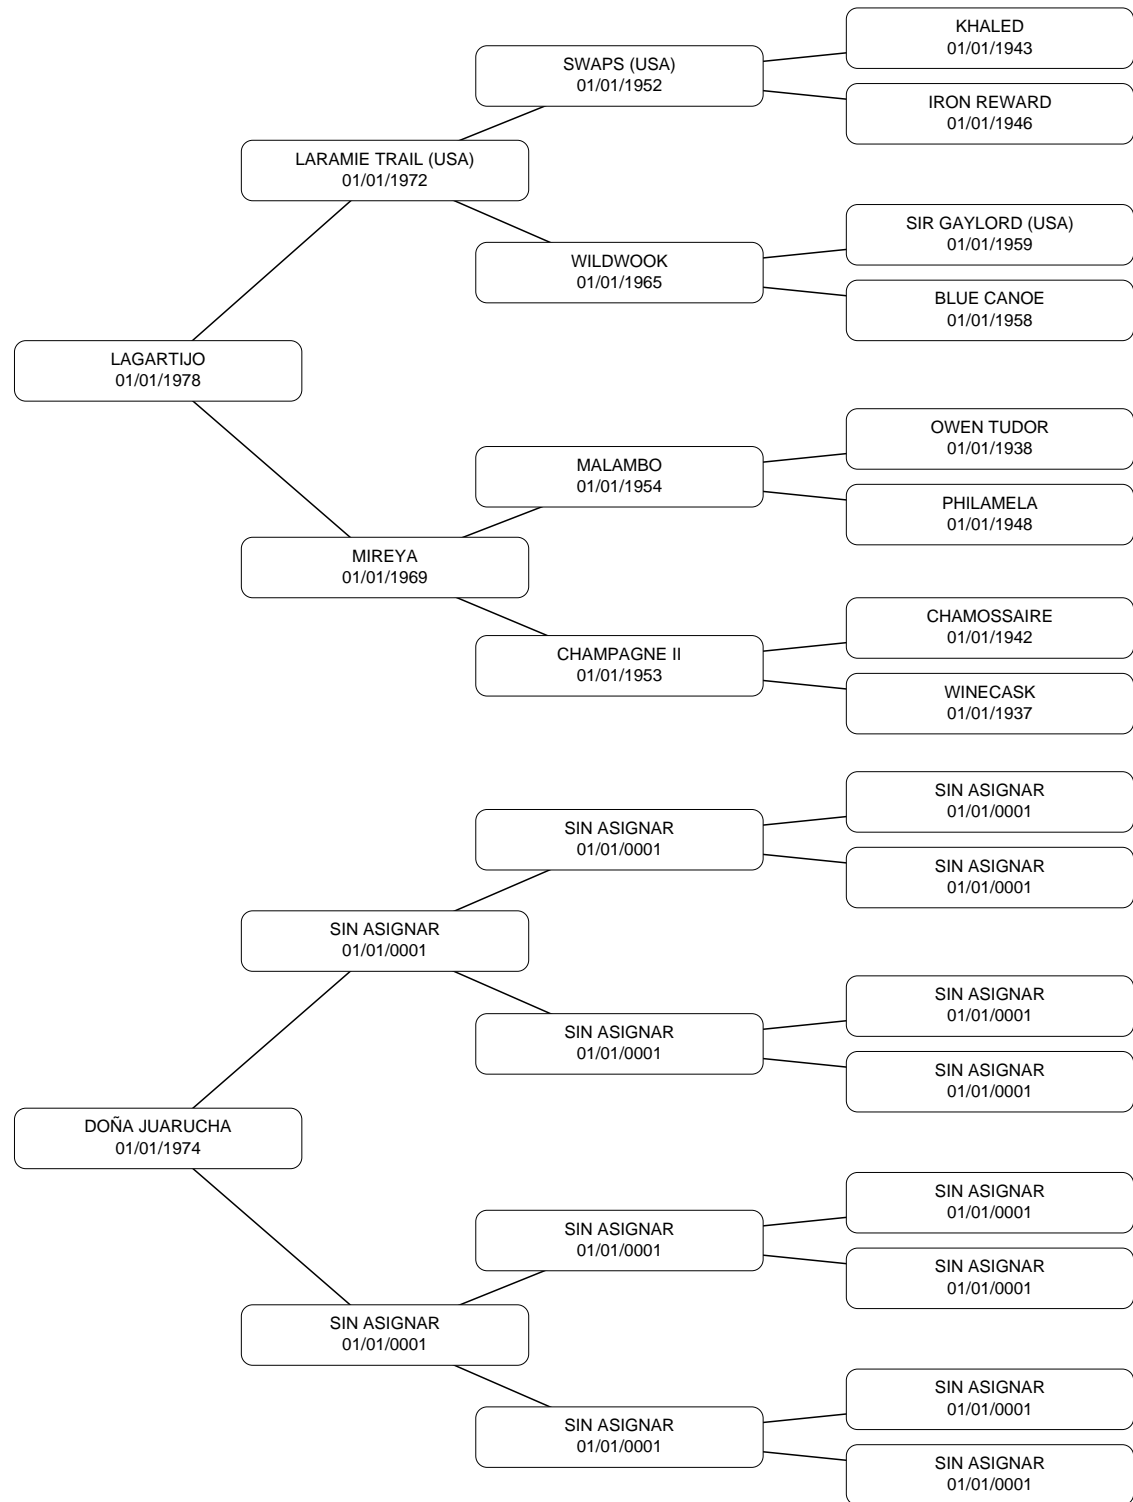 KHALED
01/01/1943
SWAPS (USA)
01/01/1952
IRON REWARD
01/01/1946
LARAMIE TRAIL (USA)
01/01/1972
SIR GAYLORD (USA)
01/01/1959
WILDWOOK
01/01/1965
BLUE CANOE
01/01/1958
LAGARTIJO
01/01/1978
OWEN TUDOR
01/01/1938
MALAMBO
01/01/1954
PHILAMELA
01/01/1948
MIREYA
01/01/1969
CHAMOSSAIRE
01/01/1942
CHAMPAGNE II
01/01/1953
WINECASK
01/01/1937
SIN ASIGNAR
01/01/0001
SIN ASIGNAR
01/01/0001
SIN ASIGNAR
01/01/0001
SIN ASIGNAR
01/01/0001
SIN ASIGNAR
01/01/0001
SIN ASIGNAR
01/01/0001
SIN ASIGNAR
01/01/0001
DOÑA JUARUCHA
01/01/1974
SIN ASIGNAR
01/01/0001
SIN ASIGNAR
01/01/0001
SIN ASIGNAR
01/01/0001
SIN ASIGNAR
01/01/0001
SIN ASIGNAR
01/01/0001
SIN ASIGNAR
01/01/0001
SIN ASIGNAR
01/01/0001